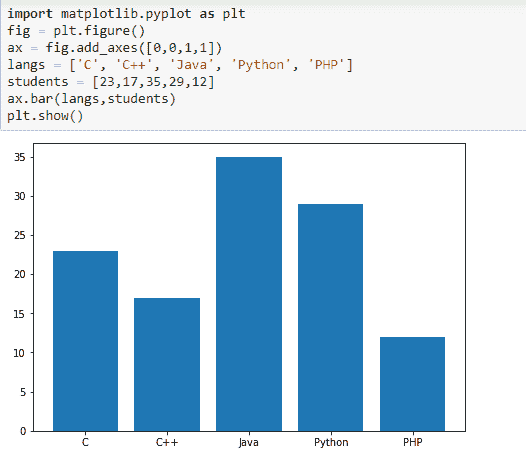 import matplotlib.pyplot as plt
fig = plt.figure()
ax = fig.add_axes([0,0,1,1])
langs = ['C', 'C++', 'Java', 'Python', 'PHP']
students = [23,17,35,29,12]
ax.bar(langs,students)
plt.show()
35
30
25
20
15
10
5
0
C C++ Java Python PHP